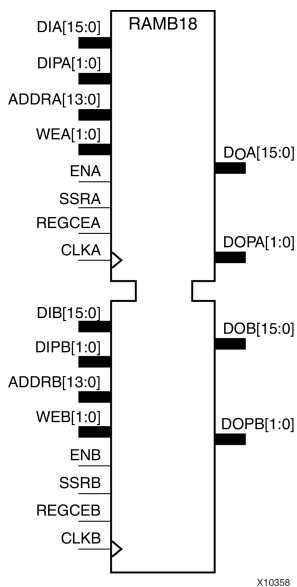 RAMB18
DIA[15:0]
DIPA[1:0]
ADDRA[13:0]
WEA[1:0]
ENA
SSRA
REGCEA
CLKA
DOA[15:0]
DOPA[1:0]
DIB[15:0]
DIPB[1:0]
ADDRB[13:0]
WEB[1:0]
ENB
SSRB
REGCEB
CLKB
DOB[15:0]
DOPB[1:0]
X10358